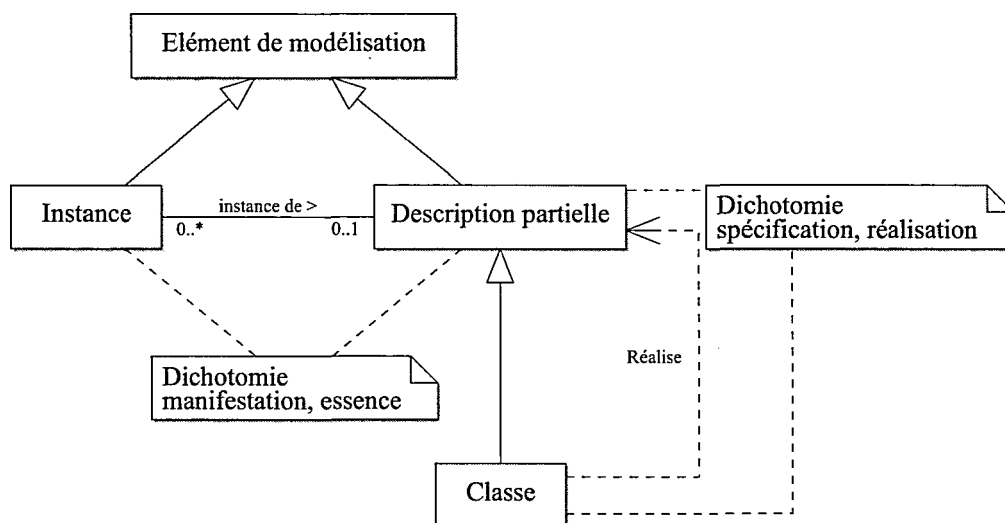 Elément de modélisation
Instance
instance de >
0..*
0..1
Description partielle
Dichotomie
spécification, réalisation
Réalise
Dichotomie
manifestation, essence
Classe